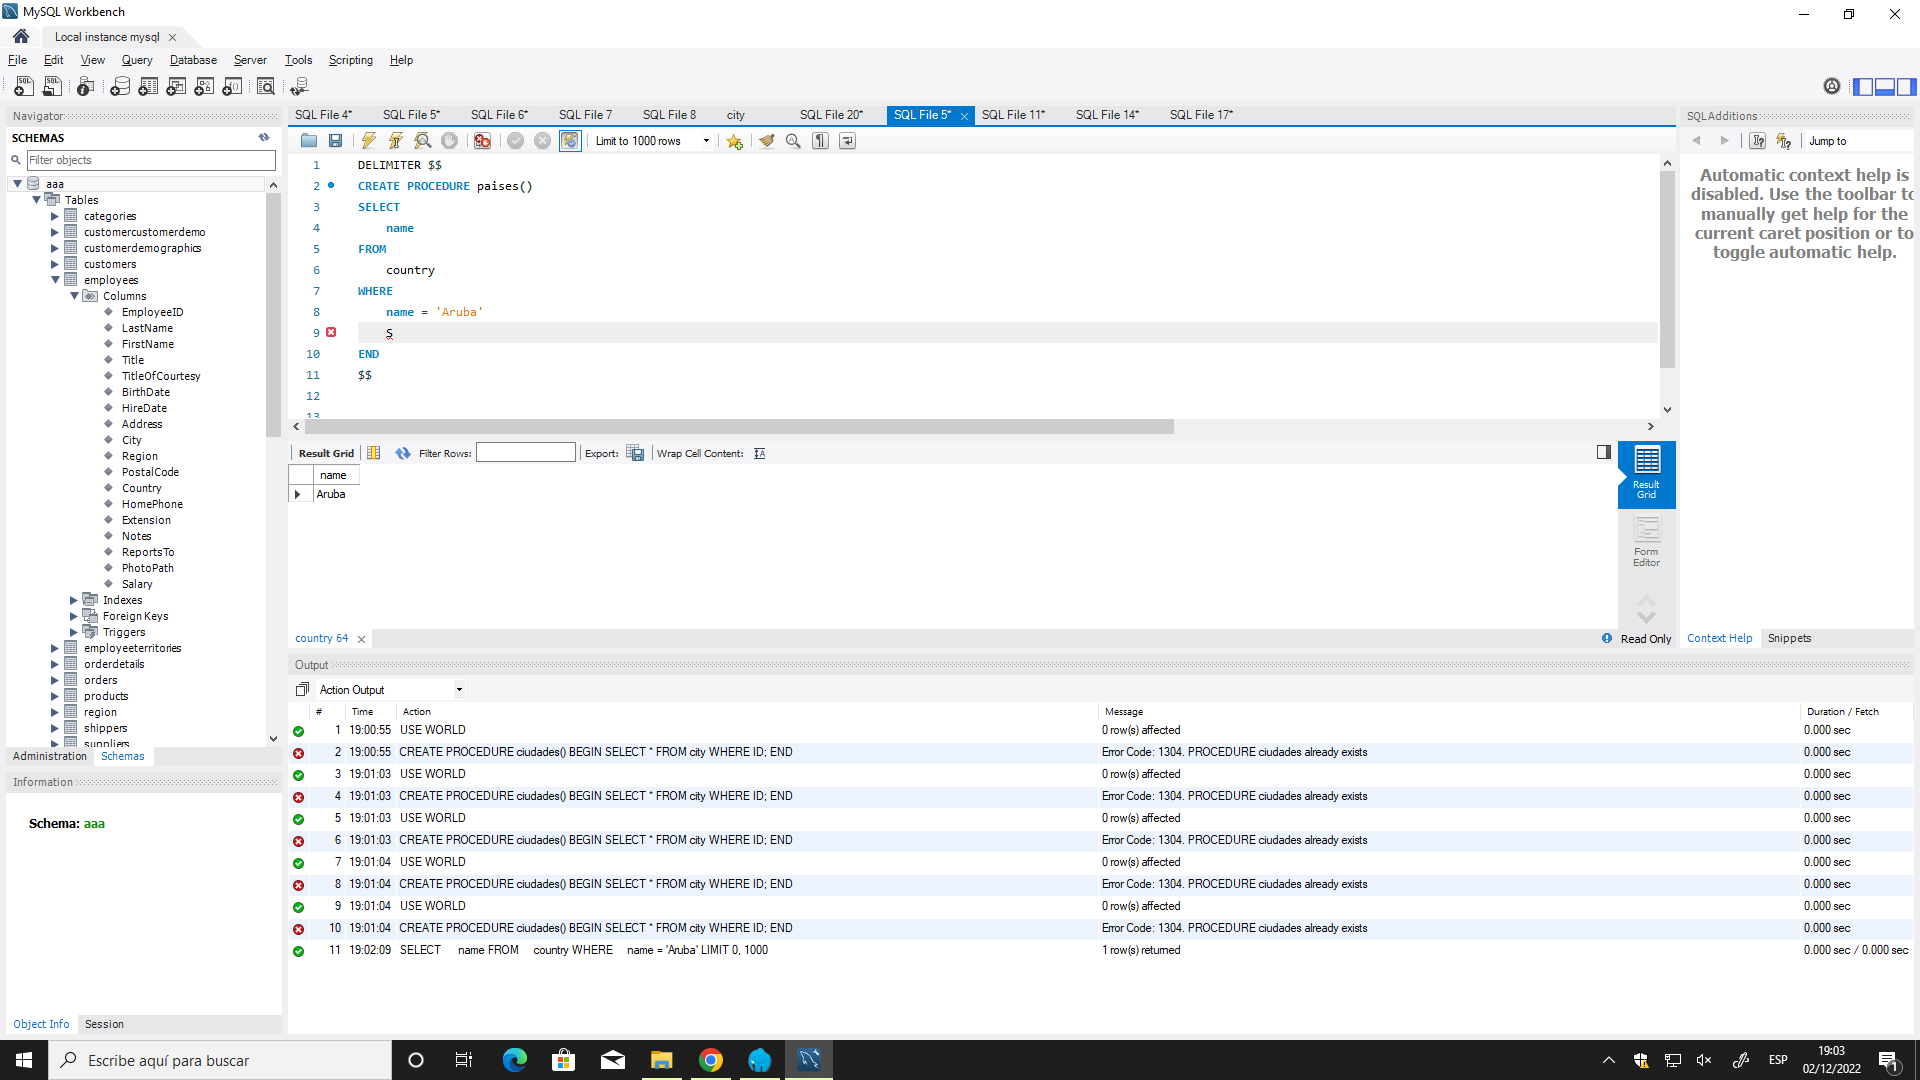 MySQL Workbench
Local instance mysql
File Edit View Query Database Server Tools Scripting Help
Navigator
SCHEMAS
Filter objects
aaa
Tables
categories
customercustomerdemo
customerdemographics
customers
employees
Columns
EmployeeID
LastName
FirstName
Title
TitleOfCourtesy
BirthDate
HireDate
Address
City
Region
PostalCode
Country
HomePhone
Extension
Notes
ReportsTo
PhotoPath
Salary
Indexes
Foreign Keys
Triggers
employeeterritories
orderdetails
orders
products
region
shippers
suppliers
Administration Schemas
Information
Schema: aaa
Object Info Session
SQL File 4* SQL File 5* SQL File 6* SQL File 7 SQL File 8 city SQL File 20* SQL File 5* SQL File 11* SQL File 14* SQL File 17*
Limit to 1000 rows
1 DELIMITER $$
2 CREATE PROCEDURE paises()
3 SELECT
4 name
5 FROM
6 country
7 WHERE
8 name = 'Aruba'
9 S
10 END
11 $$
12
13
Result Grid Filter Rows: Export: Wrap Cell Content:
name
Aruba
Result Grid
Form Editor
country 64
Read Only
SQLAdditions
Jump to
Automatic context help is
disabled. Use the toolbar to
manually get help for the
current caret position or to
toggle automatic help.
Context Help Snippets
Output
Action Output
# Time Action Message Duration / Fetch
1 19:00:55 USE WORLD 0 row(s) affected 0.000 sec
2 19:00:55 CREATE PROCEDURE ciudades() BEGIN SELECT * FROM city WHERE ID; END Error Code: 1304. PROCEDURE ciudades already exists 0.000 sec
3 19:01:03 USE WORLD 0 row(s) affected 0.000 sec
4 19:01:03 CREATE PROCEDURE ciudades() BEGIN SELECT * FROM city WHERE ID; END Error Code: 1304. PROCEDURE ciudades already exists 0.000 sec
5 19:01:03 USE WORLD 0 row(s) affected 0.000 sec
6 19:01:03 CREATE PROCEDURE ciudades() BEGIN SELECT * FROM city WHERE ID; END Error Code: 1304. PROCEDURE ciudades already exists 0.000 sec
7 19:01:04 USE WORLD 0 row(s) affected 0.000 sec
8 19:01:04 CREATE PROCEDURE ciudades() BEGIN SELECT * FROM city WHERE ID; END Error Code: 1304. PROCEDURE ciudades already exists 0.000 sec
9 19:01:04 USE WORLD 0 row(s) affected 0.000 sec
10 19:01:04 CREATE PROCEDURE ciudades() BEGIN SELECT * FROM city WHERE ID; END Error Code: 1304. PROCEDURE ciudades already exists 0.000 sec
11 19:02:09 SELECT name FROM country WHERE name = 'Aruba' LIMIT 0, 1000 1 row(s) returned 0.000 sec / 0.000 sec
Escribe aquí para buscar
ESP
19:03
02/12/2022
1